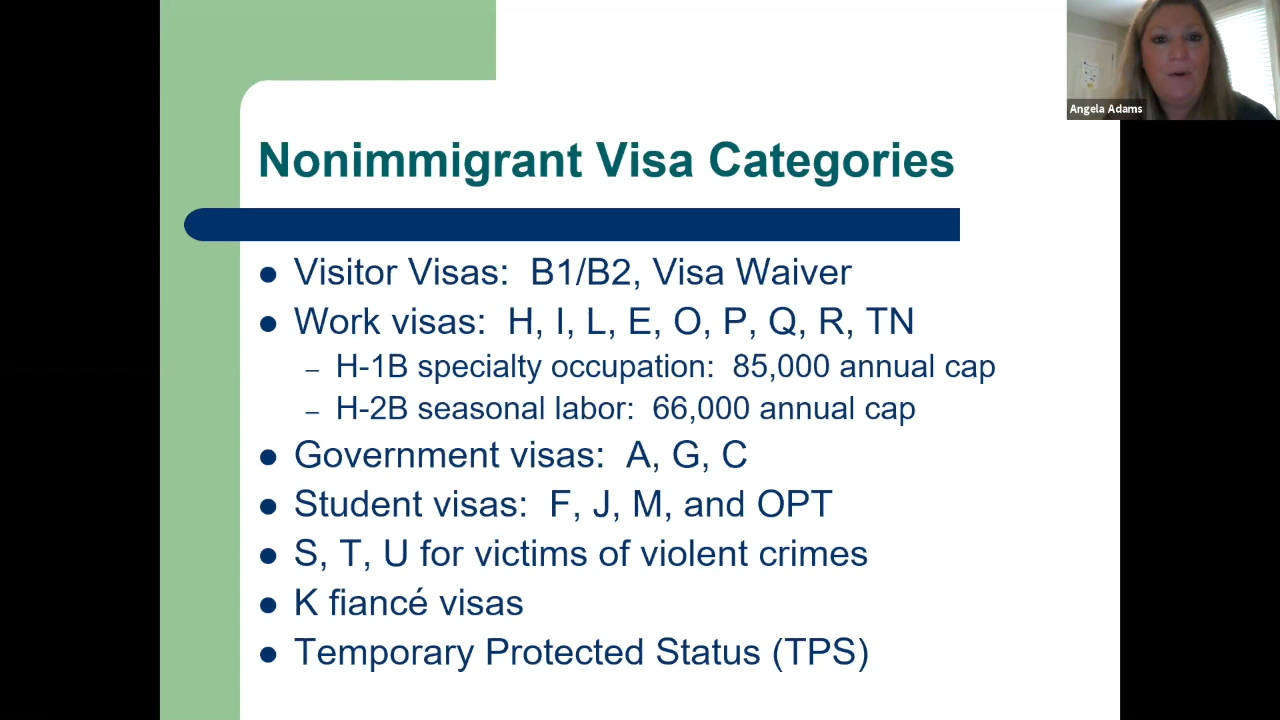 Angela Adams
Nonimmigrant Visa Categories
● Visitor Visas: B1/B2, Visa Waiver
● Work visas: H, I, L, E, O, P, Q, R, TN
– H-1B specialty occupation: 85,000 annual cap
– H-2B seasonal labor: 66,000 annual cap
● Government visas: A, G, C
● Student visas: F, J, M, and OPT
● S, T, U for victims of violent crimes
● K fiancé visas
● Temporary Protected Status (TPS)